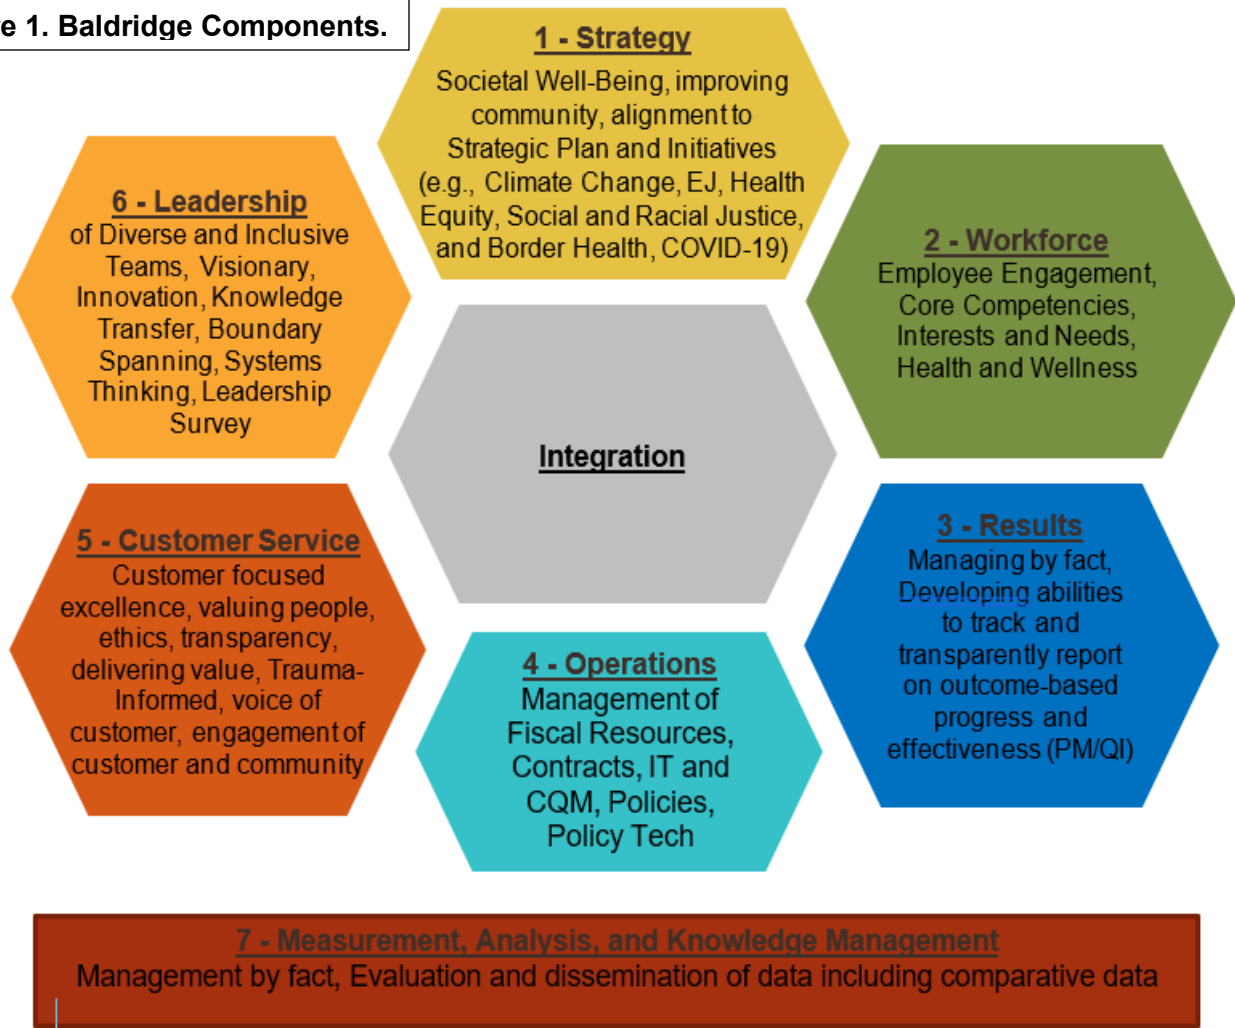 re 1. Baldridge Components.
1 - Strategy
Societal Well-Being, improving
community, alignment to
Strategic Plan and Initiatives
(e.g., Climate Change, EJ, Health
Equity, Social and Racial Justice,
and Border Health, COVID-19)
2 - Workforce
Employee Engagement,
Core Competencies,
Interests and Needs,
Health and Wellness
3 - Results
Managing by fact,
Developing abilities
to track and
transparently report
on outcome-based
progress and
effectiveness (PM/QI)
4 - Operations
Management of
Fiscal Resources,
Contracts, IT and
CQM, Policies,
Policy Tech
5 - Customer Service
Customer focused
excellence, valuing people,
ethics, transparency,
delivering value, Trauma-
Informed, voice of
customer, engagement of
customer and community
6 - Leadership
of Diverse and Inclusive
Teams, Visionary,
Innovation, Knowledge
Transfer, Boundary
Spanning, Systems
Thinking, Leadership
Survey
Integration
7 - Measurement, Analysis, and Knowledge Management
Management by fact, Evaluation and dissemination of data including comparative data